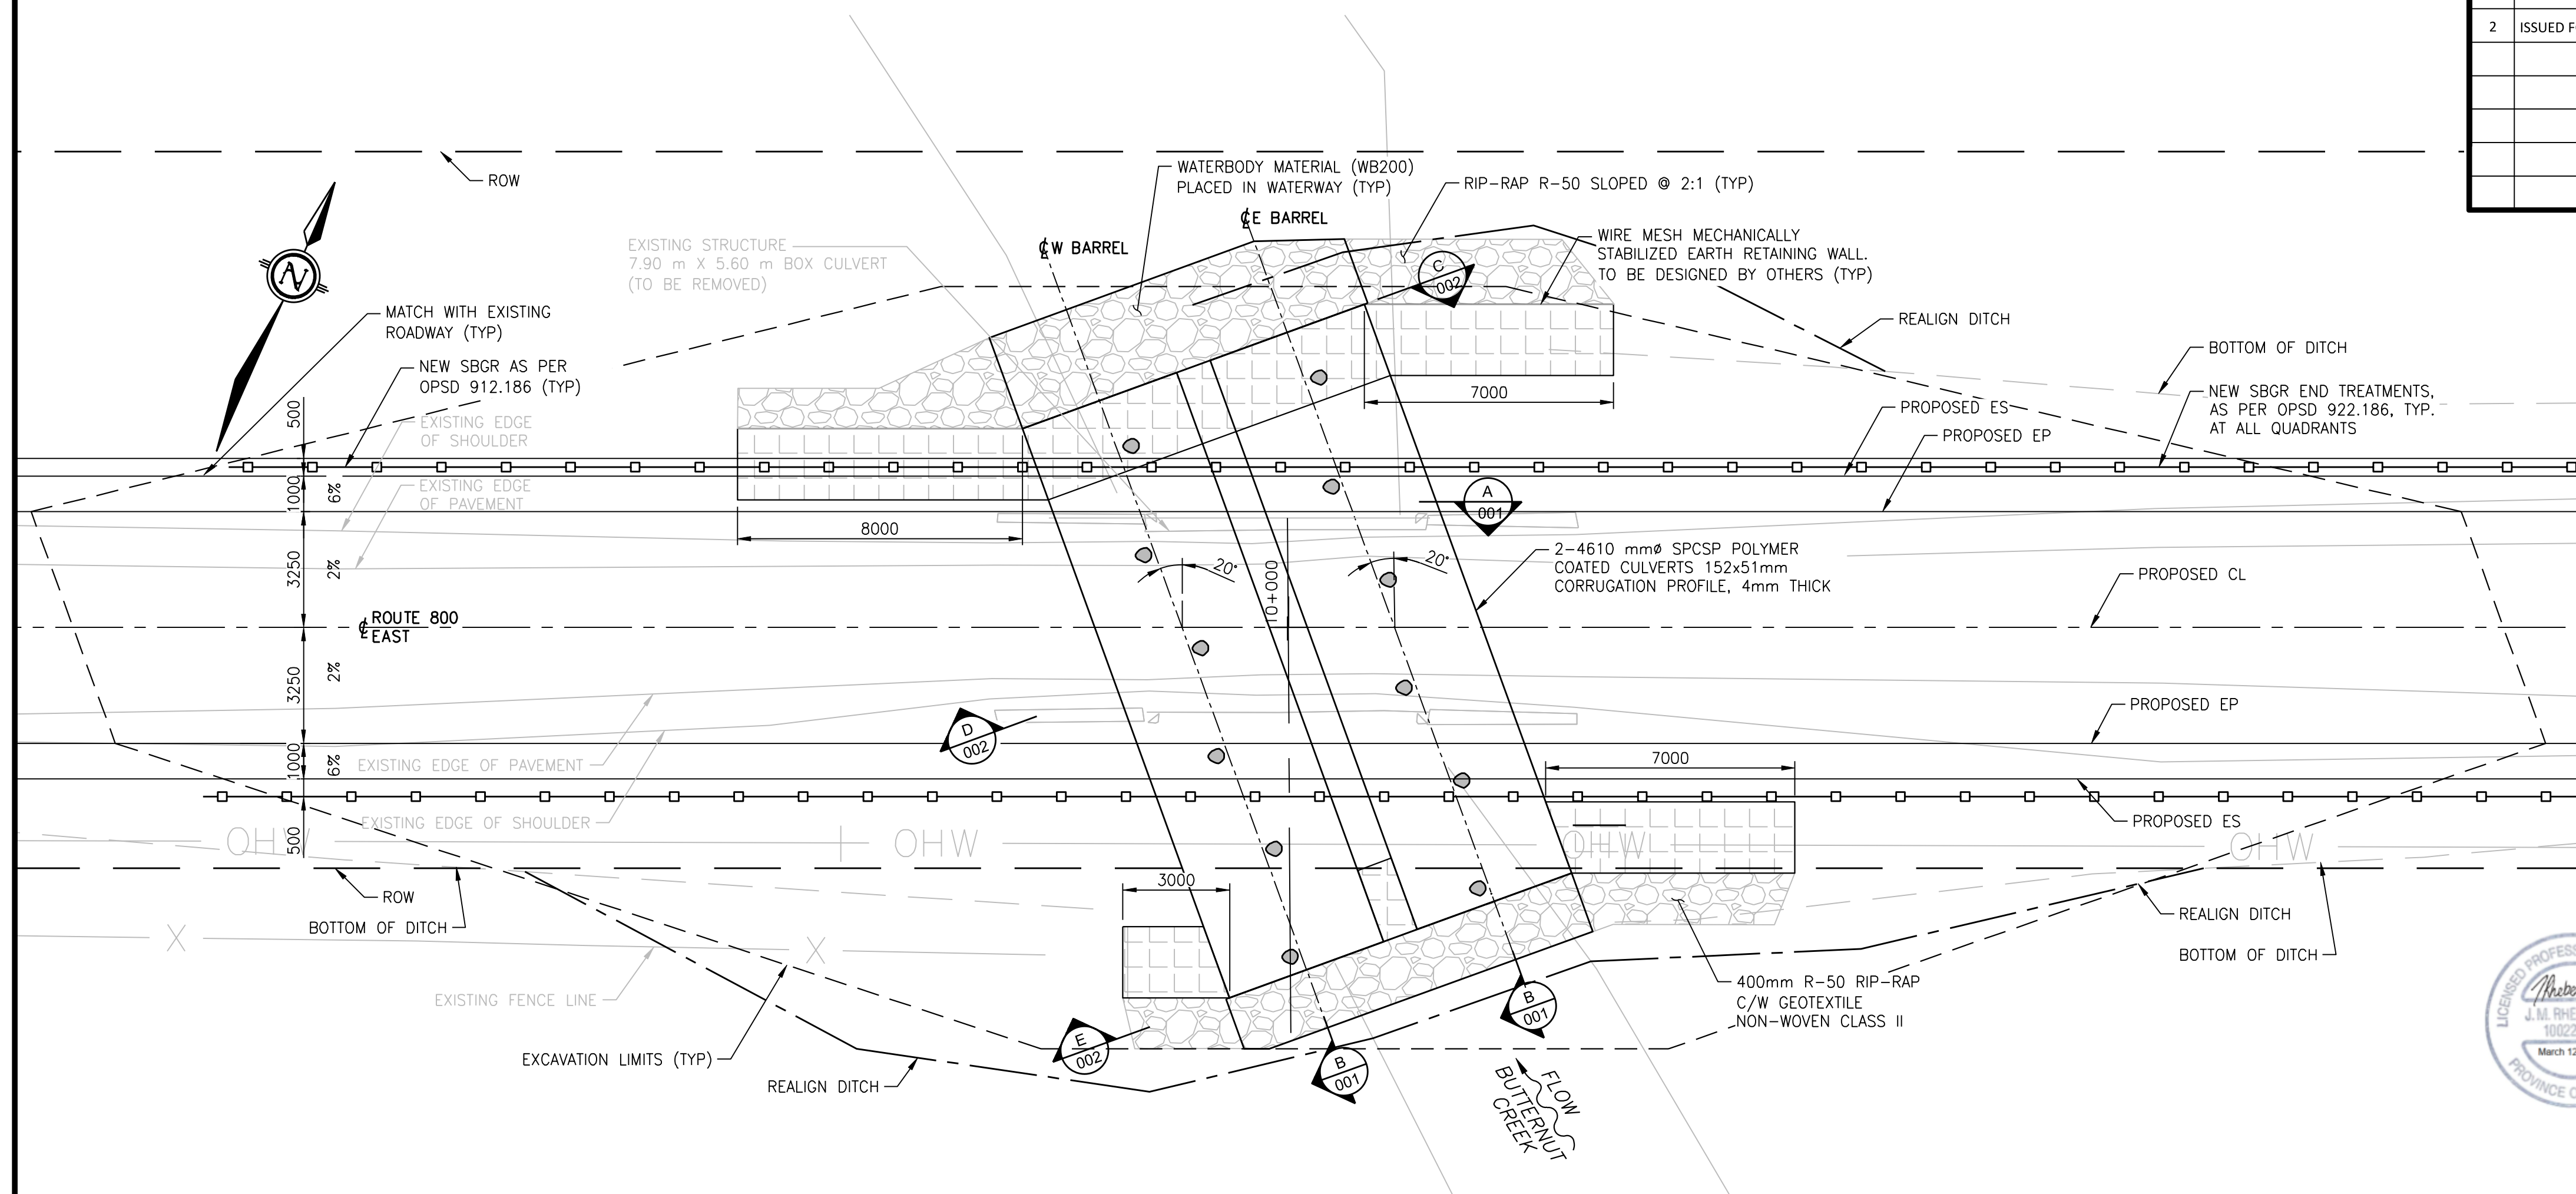 2 ISSUED F
ROW
WATERBODY MATERIAL (WB200)
PLACED IN WATERWAY (TYP)
RIP-RAP R-50 SLOPED @ 2:1 (TYP)
℄ E BARREL
℄ W BARREL
EXISTING STRUCTURE
7.90 m X 5.60 m BOX CULVERT
(TO BE REMOVED)
WIRE MESH MECHANICALLY
STABILIZED EARTH RETAINING WALL.
TO BE DESIGNED BY OTHERS (TYP)
C
002
N
MATCH WITH EXISTING
ROADWAY (TYP)
REALIGN DITCH
BOTTOM OF DITCH
NEW SBGR AS PER
OPSD 912.186 (TYP)
NEW SBGR END TREATMENTS,
AS PER OPSD 922.186, TYP.
AT ALL QUADRANTS
7000
500
EXISTING EDGE
OF SHOULDER
PROPOSED ES
PROPOSED EP
1000
6%
EXISTING EDGE
OF PAVEMENT
A
001
8000
3250
2%
20°
20°
10+000
2-4610 mmø SPCSP POLYMER
COATED CULVERTS 152x51mm
CORRUGATION PROFILE, 4mm THICK
PROPOSED CL
℄ ROUTE 800
EAST
3250
2%
PROPOSED EP
D
002
1000
6%
EXISTING EDGE OF PAVEMENT
7000
EXISTING EDGE OF SHOULDER
PROPOSED ES
500
OHW
OHW
OHW
OHW
ROW
3000
BOTTOM OF DITCH
REALIGN DITCH
X
X
BOTTOM OF DITCH
EXISTING FENCE LINE
400mm R-50 RIP-RAP
C/W GEOTEXTILE
NON-WOVEN CLASS II
B
001
E
002
EXCAVATION LIMITS (TYP)
REALIGN DITCH
B
001
FLOW
BUTTERNUT
CREEK
LICENSED PROFESS
J.M. RHE
10022
March 12
PROVINCE O